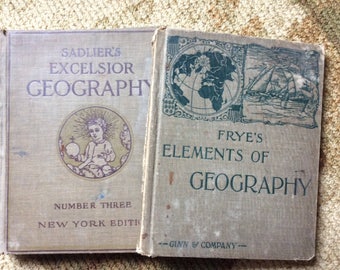 SADLIER'S
EXCELSIOR
GEOGRAPHY
NUMBER THREE
NEW YORK EDITI
FRYE'S
ELEMENTS OF
GEOGRAPHY
GINN & COMPANY